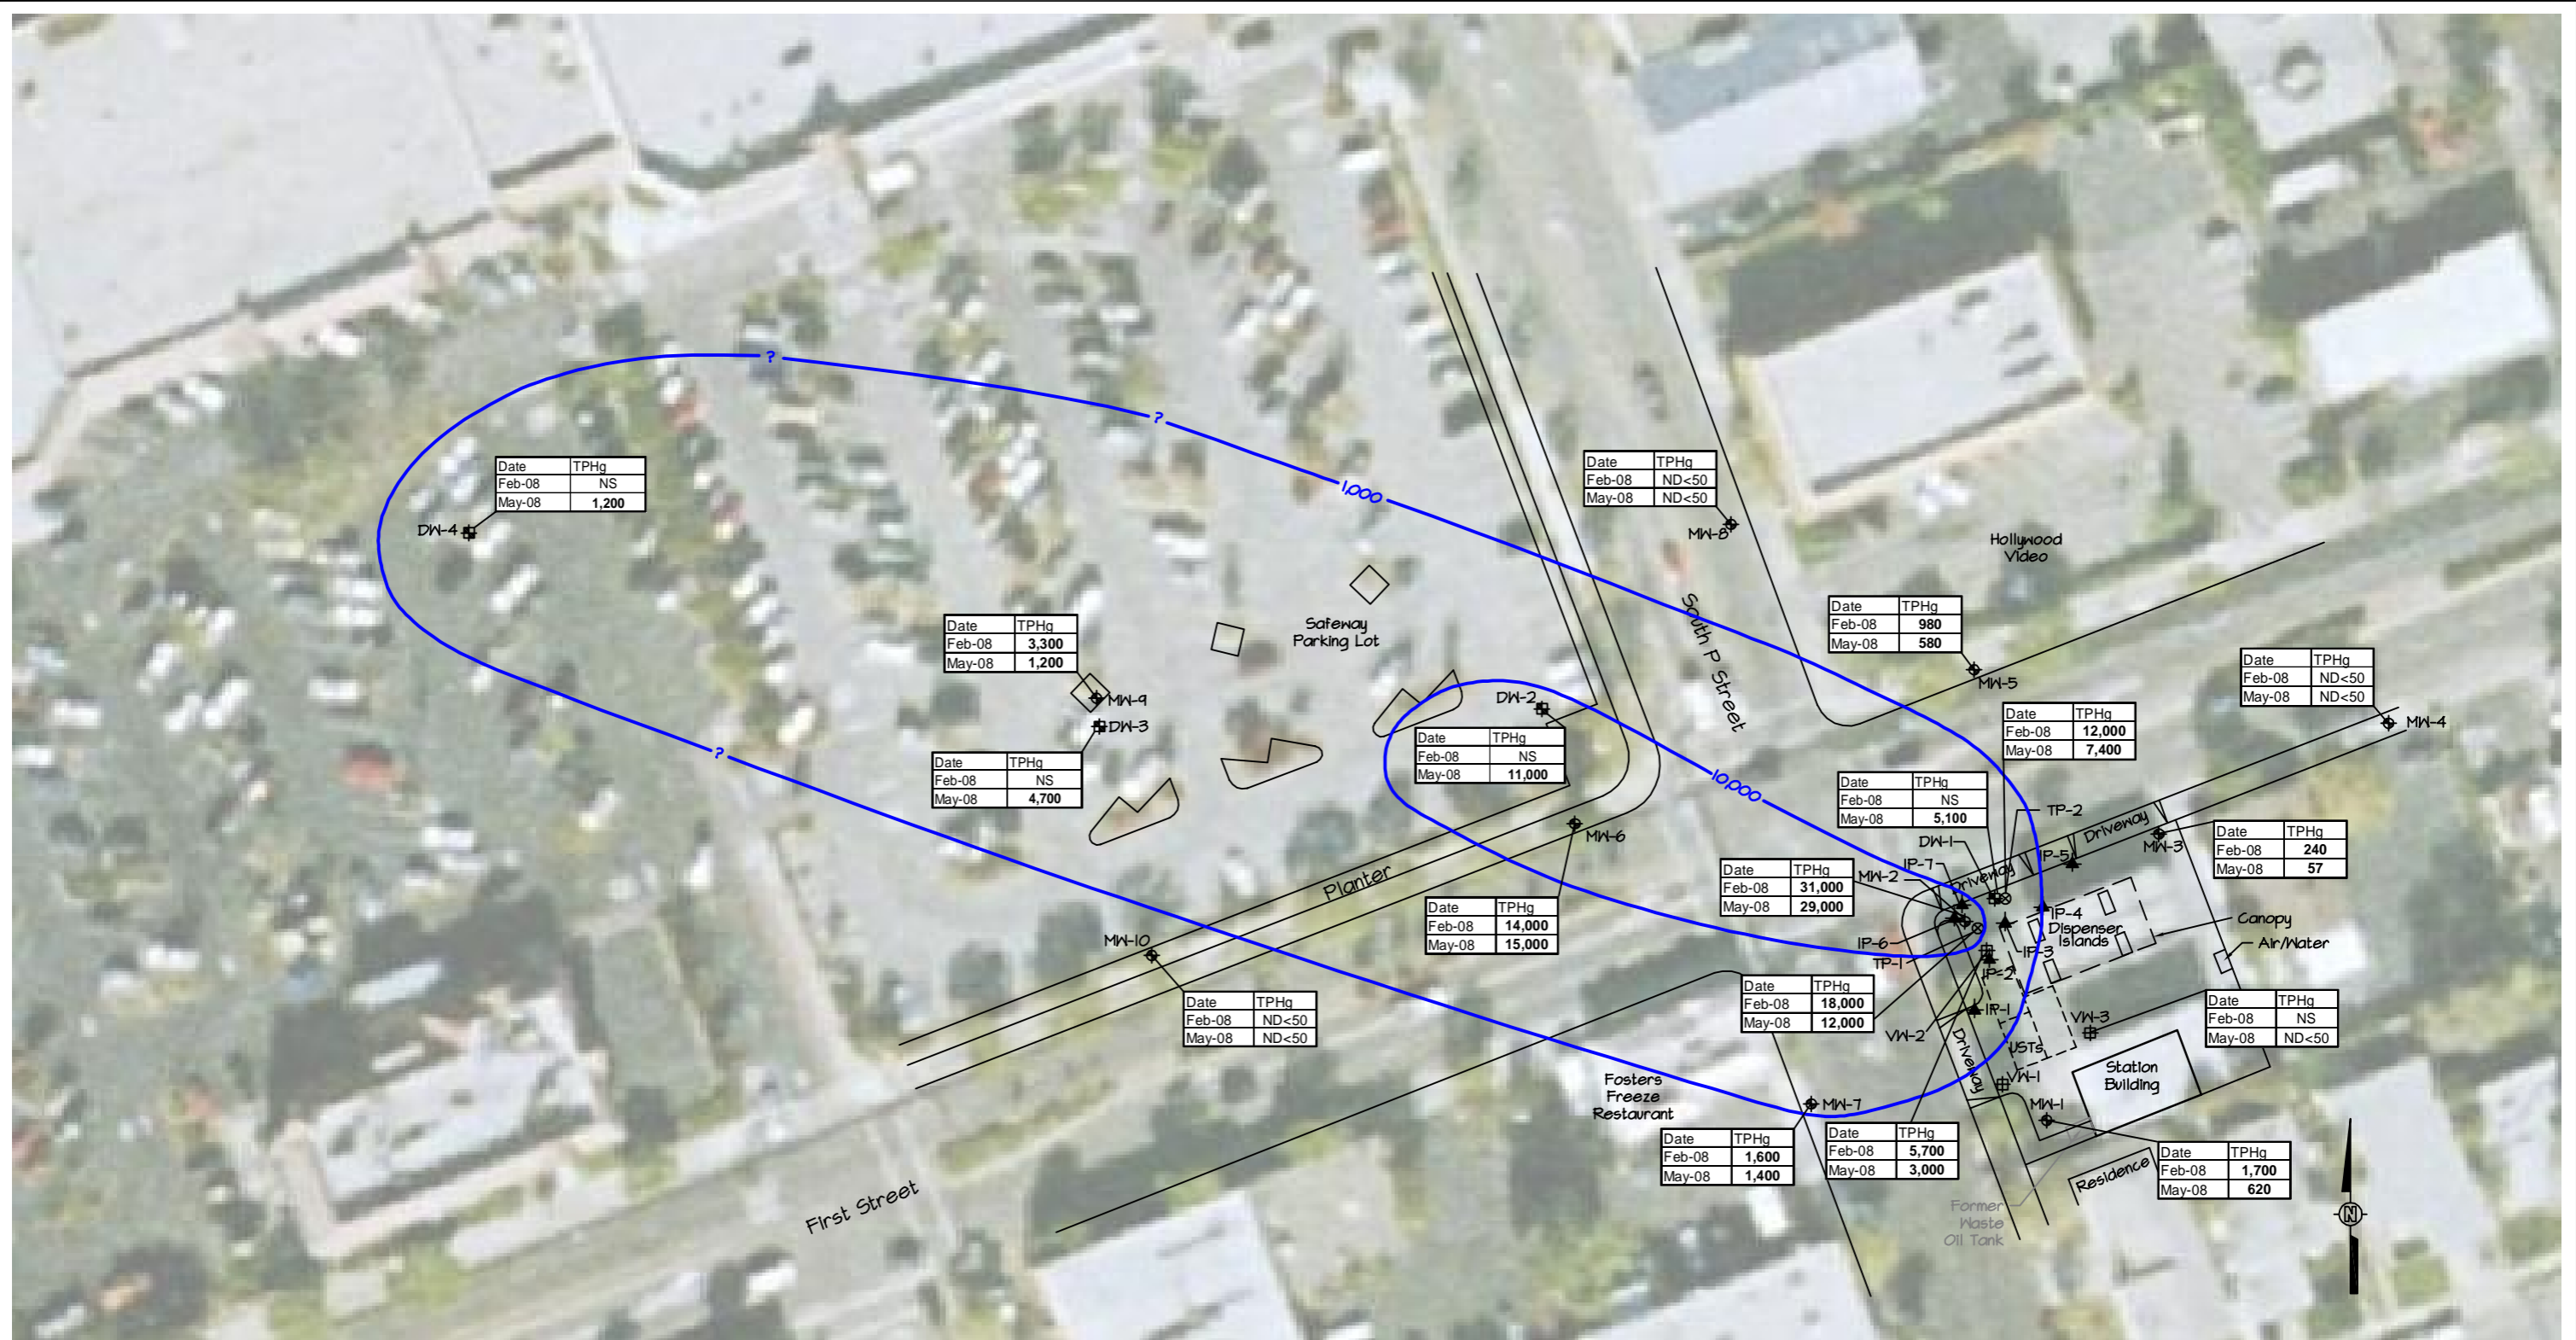 ?
?
1,000
Date TPHg
Feb-08 NS
May-08 1,200
DW-4
Date TPHg
Feb-08 ND<50
May-08 ND<50
MW-8
Hollywood
Video
South P Street
Safeway
Parking Lot
Date TPHg
Feb-08 3,300
May-08 1,200
MW-9
DW-3
Date TPHg
Feb-08 NS
May-08 4,700
?
Date TPHg
Feb-08 980
May-08 580
MW-5
Date TPHg
Feb-08 ND<50
May-08 ND<50
MW-4
DW-2
Date TPHg
Feb-08 NS
May-08 11,000
10,000
Date TPHg
Feb-08 12,000
May-08 7,400
TP-2
Date TPHg
Feb-08 NS
May-08 5,100
DW-1
MW-6
Driveway
MW-3
Date TPHg
Feb-08 240
May-08 57
IP-5
IP-7
MW-2
Driveway
Date TPHg
Feb-08 31,000
May-08 29,000
Planter
Date TPHg
Feb-08 14,000
May-08 15,000
IP-4
Dispenser
Islands
Canopy
Air/Water
IP-6
IP-3
TP-1
IP-2
MW-10
Date TPHg
Feb-08 ND<50
May-08 ND<50
Date TPHg
Feb-08 18,000
May-08 12,000
IP-1
VW-2
VW-3
Date TPHg
Feb-08 NS
May-08 ND<50
USTs
Driveway
VW-1
Station
Building
Fosters
Freeze
Restaurant
MW-7
MW-1
Date TPHg
Feb-08 1,600
May-08 1,400
Date TPHg
Feb-08 5,700
May-08 3,000
Date TPHg
Feb-08 1,700
May-08 620
Residence
First Street
Former
Waste
Oil Tank
N